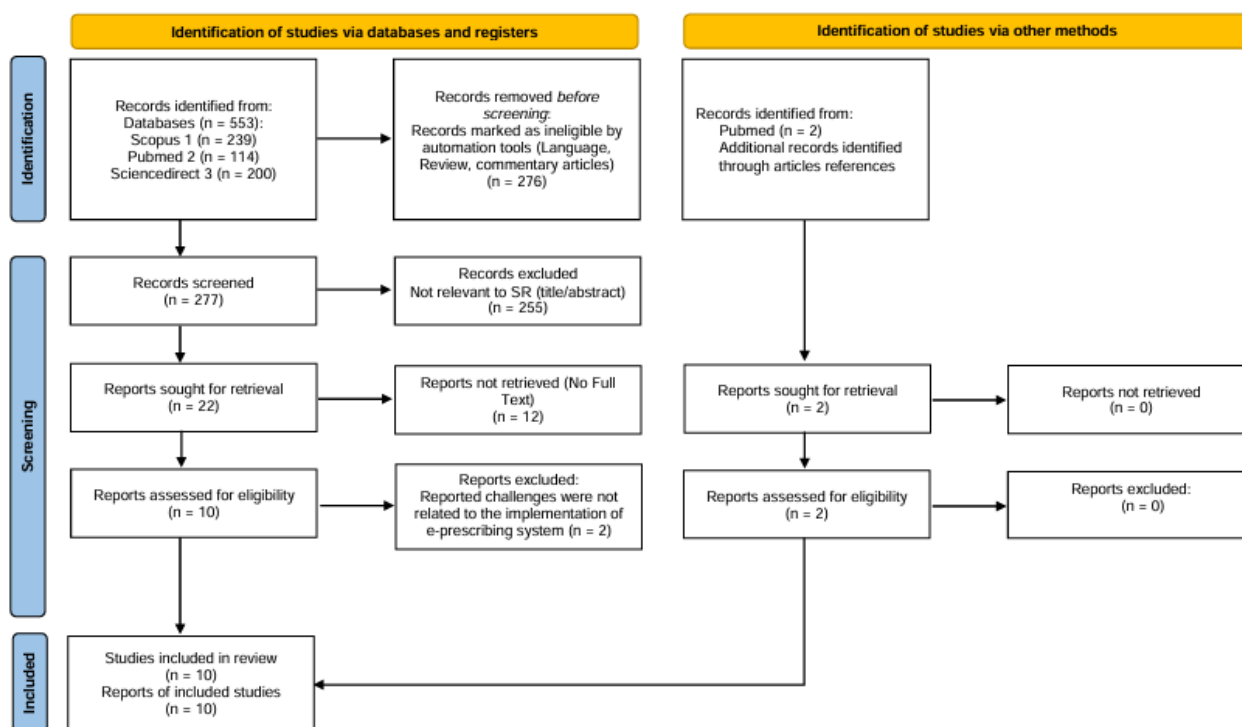 Identification of studies via databases and registers
Identification of studies via other methods
Identification
Records identified from:
Databases (n = 553):
Scopus 1 (n = 239)
Pubmed 2 (n = 114)
Sciencedirect 3 (n = 200)
Records removed before
screening:
Records marked as ineligible by
automation tools (Language,
Review, commentary articles)
(n = 276)
Records identified from:
Pubmed (n = 2)
Additional records identified
through articles references
Screening
Records screened
(n = 277)
Records excluded
Not relevant to SR (title/abstract)
(n = 255)
Reports sought for retrieval
(n = 22)
Reports not retrieved (No Full
Text)
(n = 12)
Reports sought for retrieval
(n = 2)
Reports not retrieved
(n = 0)
Reports assessed for eligibility
(n = 10)
Reports excluded:
Reported challenges were not
related to the implementation of
e-prescribing system (n = 2)
Reports assessed for eligibility
(n = 2)
Reports excluded:
(n = 0)
Included
Studies included in review
(n = 10)
Reports of included studies
(n = 10)